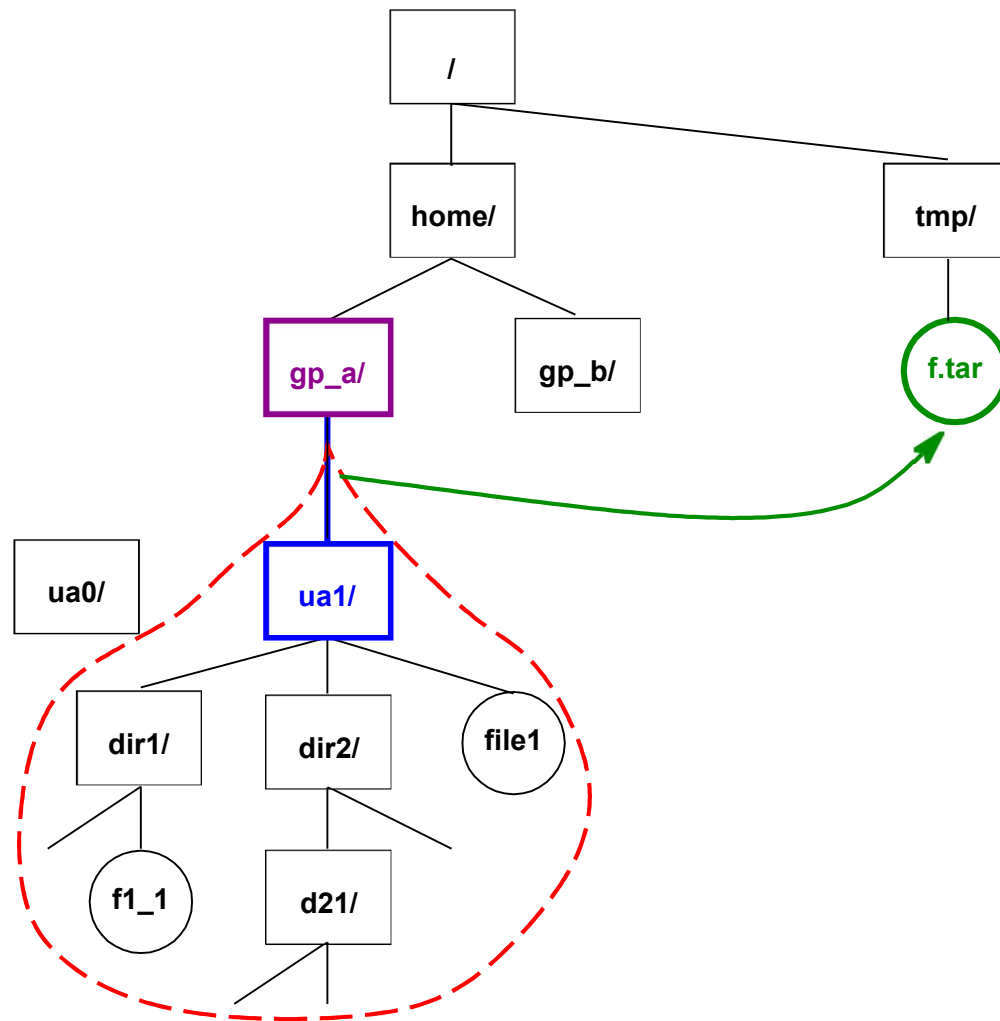 /
home/
tmp/
gp_a/
gp_b/
f.tar
ua0/
ua1/
dir1/
dir2/
file1
f1_1
d21/